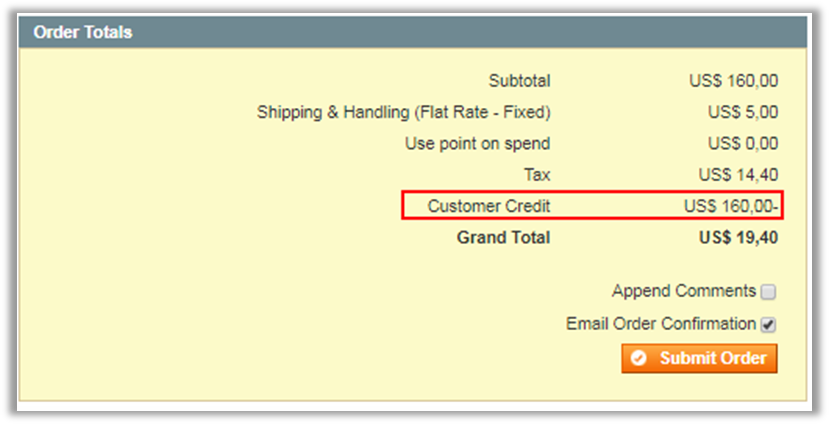 Order Totals
Subtotal US$ 160,00
Shipping & Handling (Flat Rate - Fixed) US$ 5,00
Use point on spend US$ 0,00
Tax US$ 14,40
Customer Credit US$ 160,00-
Grand Total US$ 19,40
Append Comments
Email Order Confirmation
Submit Order